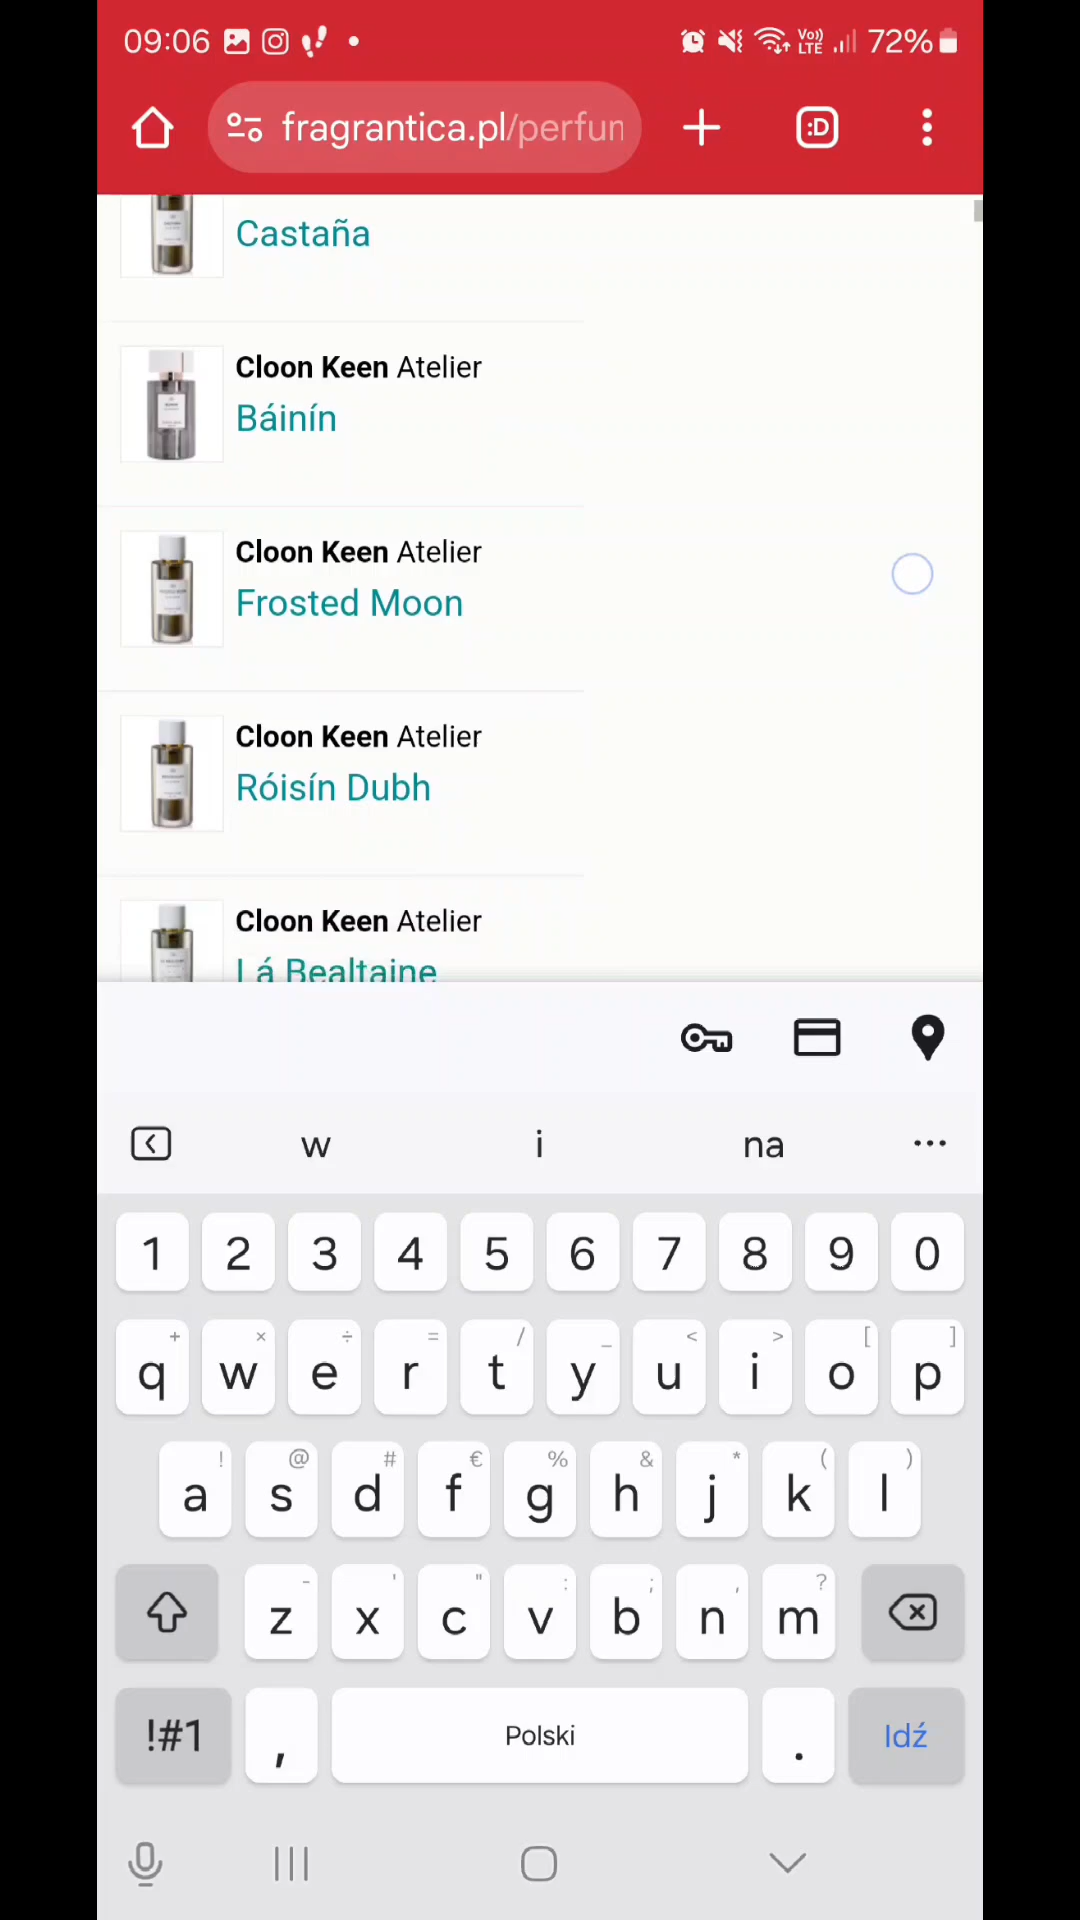 09:06 Vo)) LTE 72%
fragrantica.pl/perfun :D
Castaña
Cloon Keen Atelier
Báinín
Cloon Keen Atelier
Frosted Moon
Cloon Keen Atelier
Róisín Dubh
Cloon Keen Atelier
Lá Bealtaine
w i na ...
1 2 3 4 5 6 7 8 9 0
+ × ÷ = / _ < > [ ]
q w e r t y u i o p
! @ # € % & * ( )
a s d f g h j k l
- ' " : ; , ?
z x c v b n m
!#1 , Polski . Idź